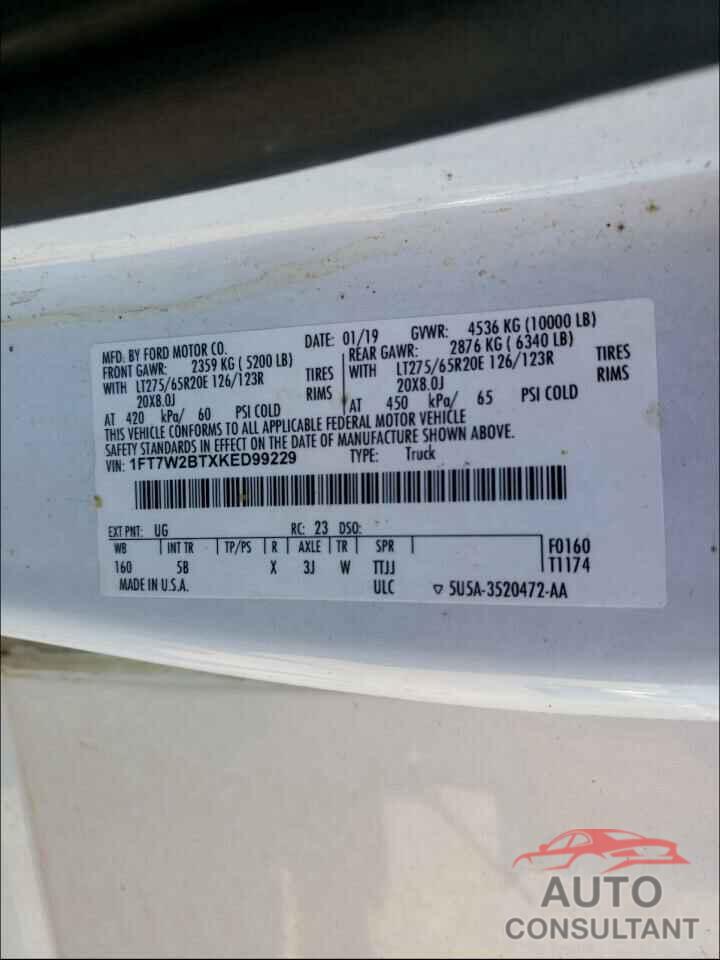 MFD. BY FORD MOTOR CO. DATE: 01/19 GVWR: 4536 KG (10000 LB)
FRONT GAWR: 2359 KG ( 5200 LB) REAR GAWR: 2876 KG ( 6340 LB)
WITH LT275/65R20E 126/123R TIRES WITH LT275/65R20E 126/123R TIRES
20X8.0J RIMS 20X8.0J RIMS
AT 420 kPa/ 60 PSI COLD AT 450 kPa/ 65 PSI COLD
THIS VEHICLE CONFORMS TO ALL APPLICABLE FEDERAL MOTOR VEHICLE
SAFETY STANDARDS IN EFFECT ON THE DATE OF MANUFACTURE SHOWN ABOVE.
VIN: 1FT7W2BTXKED99229 TYPE: Truck
EXT PNT: UG RC: 23 DSO:
WB INT TR TP/PS R AXLE TR SPR F0160
160 5B X 3J W TTJJ T1174
MADE IN U.S.A. ULC ▽ 5U5A-3520472-AA
AUTO
CONSULTANT